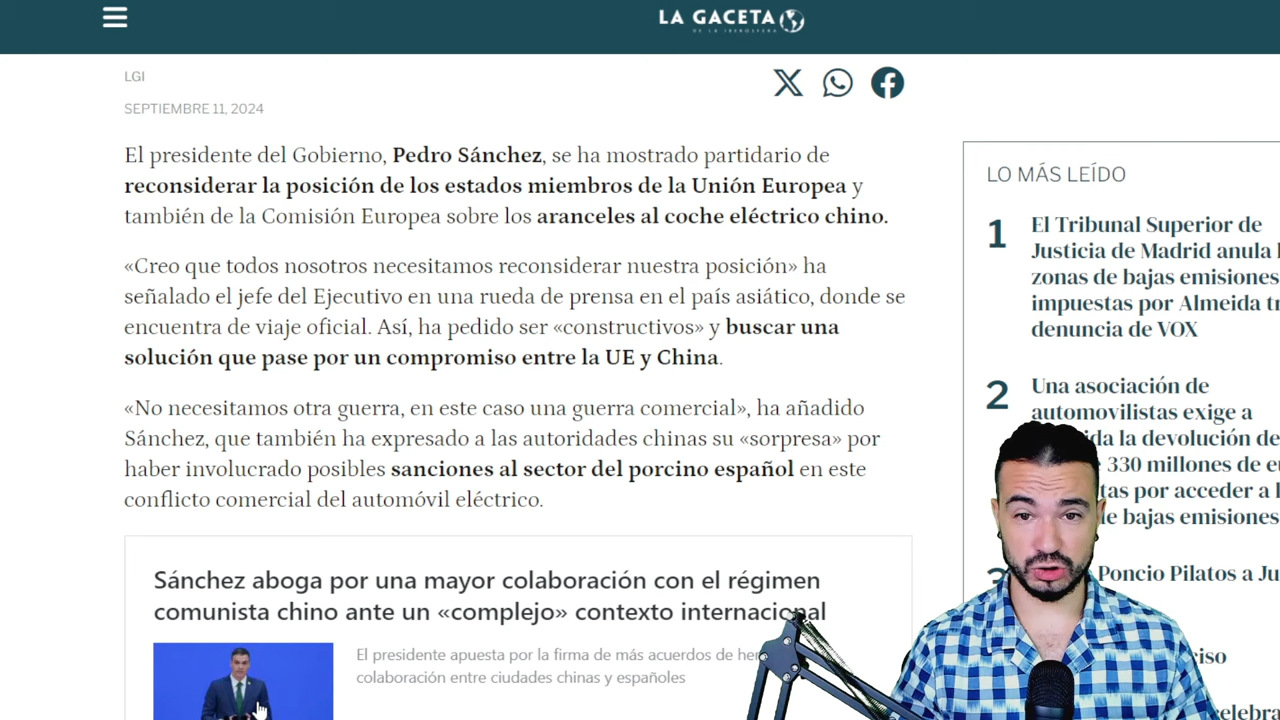 LA GACETA
DE LA IBEROSFERA
LGI
SEPTIEMBRE 11, 2024
El presidente del Gobierno, Pedro Sánchez, se ha mostrado partidario de
reconsiderar la posición de los estados miembros de la Unión Europea y
también de la Comisión Europea sobre los aranceles al coche eléctrico chino.
«Creo que todos nosotros necesitamos reconsiderar nuestra posición» ha
señalado el jefe del Ejecutivo en una rueda de prensa en el país asiático, donde se
encuentra de viaje oficial. Así, ha pedido ser «constructivos» y buscar una
solución que pase por un compromiso entre la UE y China.
«No necesitamos otra guerra, en este caso una guerra comercial», ha añadido
Sánchez, que también ha expresado a las autoridades chinas su «sorpresa» por
haber involucrado posibles sanciones al sector del porcino español en este
conflicto comercial del automóvil eléctrico.
Sánchez aboga por una mayor colaboración con el régimen
comunista chino ante un «complejo» contexto internacional
El presidente apuesta por la firma de más acuerdos de
colaboración entre ciudades chinas y españoles
LO MÁS LEÍDO
1
El Tribunal Superior de
Justicia de Madrid anula
zonas de bajas emisiones
impuestas por Almeida
denuncia de VOX
2
Una asociación de
automovilistas exige a
la devolución de
330 millones de
por acceder a
de bajas emisiones
3
Poncio Pilatos a